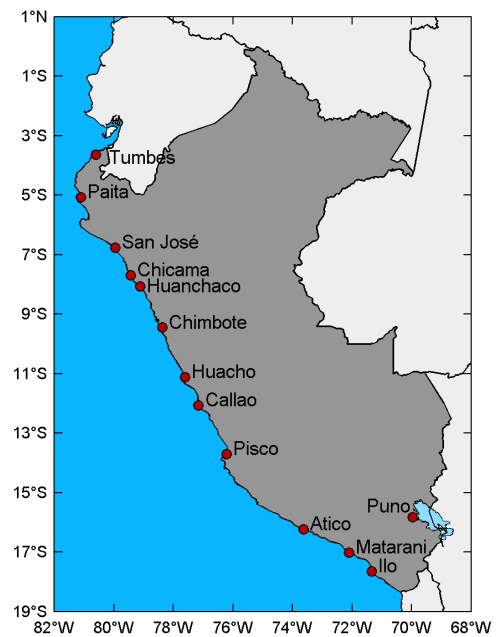 1°N
1°S
3°S
Tumbes
5°S
Paita
7°S
San José
Chicama
Huanchaco
9°S
Chimbote
11°S
Huacho
Callao
13°S
Pisco
15°S
Puno
Atico
17°S
Matarani
Ilo
19°S
82°W 80°W 78°W 76°W 74°W 72°W 70°W 68°W